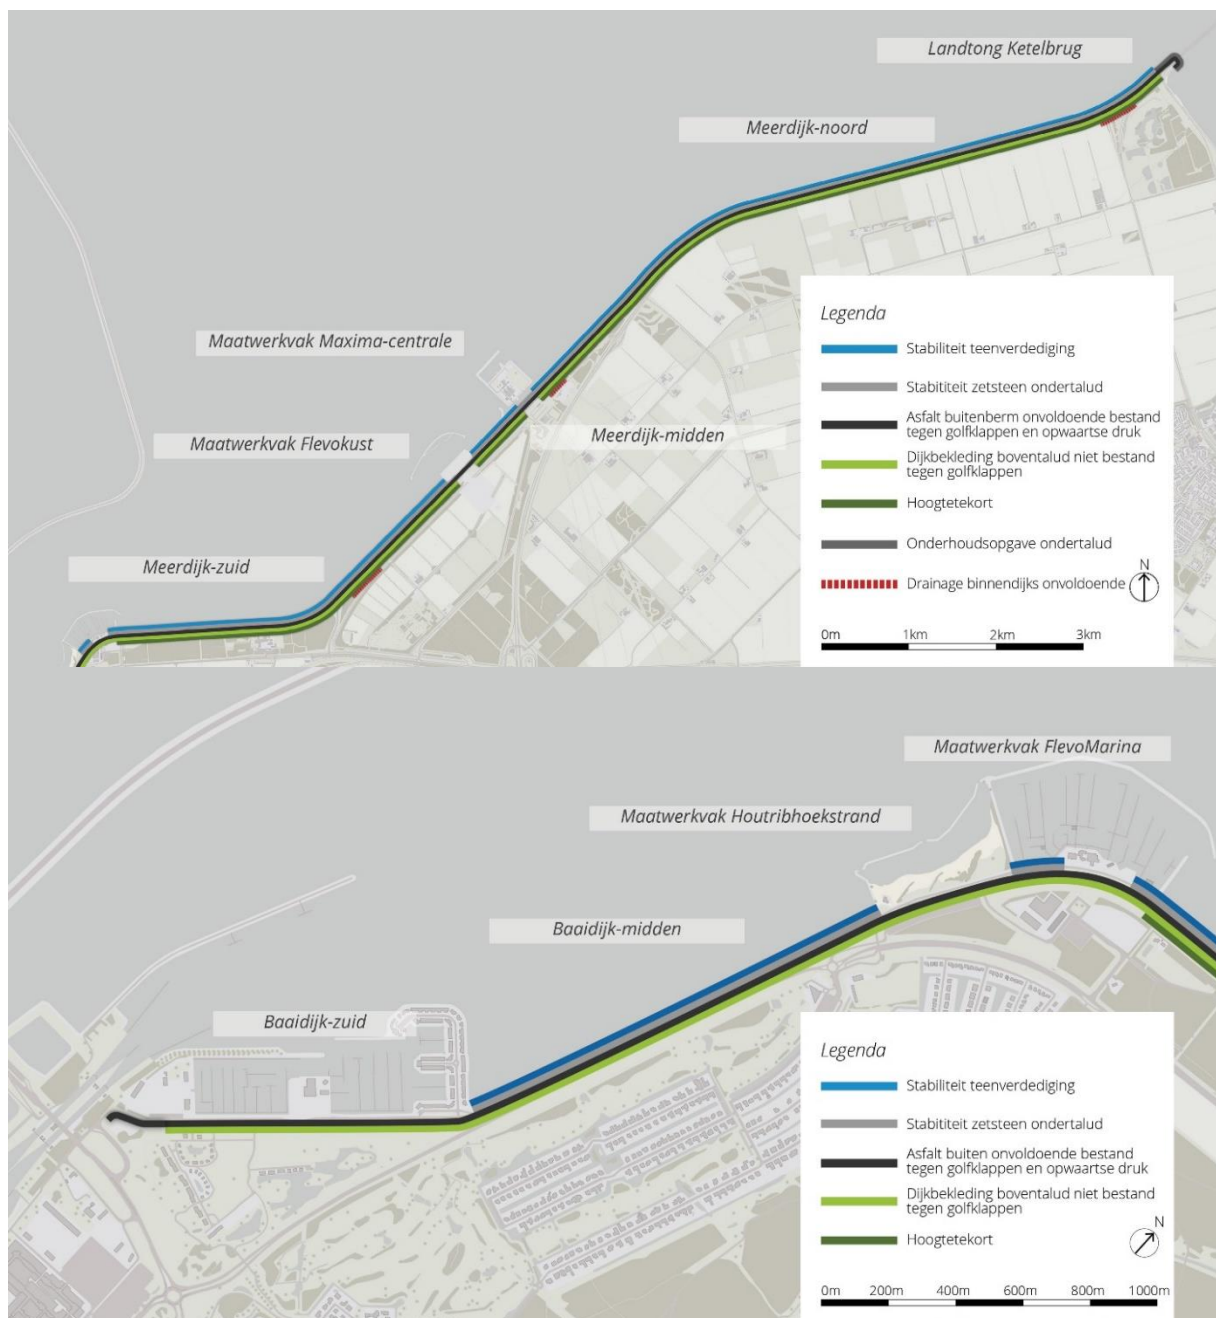 Landtong Ketelbrug
Meerdijk-noord
Maatwerkvak Maxima-centrale
Maatwerkvak Flevokust
Meerdijk-midden
Meerdijk-zuid
Legenda
Stabiliteit teenverdediging
Stabititeit zetsteen ondertalud
Asfalt buitenberm onvoldoende bestand
tegen golfklappen en opwaartse druk
Dijkbekleding boventalud niet bestand
tegen golfklappen
Hoogtetekort
Onderhoudsopgave ondertalud
Drainage binnendijks onvoldoende
N
0m 1km 2km 3km
Maatwerkvak FlevoMarina
Maatwerkvak Houtribhoekstrand
Baaidijk-midden
Baaidijk-zuid
Legenda
Stabiliteit teenverdediging
Stabititeit zetsteen ondertalud
Asfalt buiten onvoldoende bestand
tegen golfklappen en opwaartse druk
Dijkbekleding boventalud niet bestand
tegen golfklappen
Hoogtetekort
N
0m 200m 400m 600m 800m 1000m